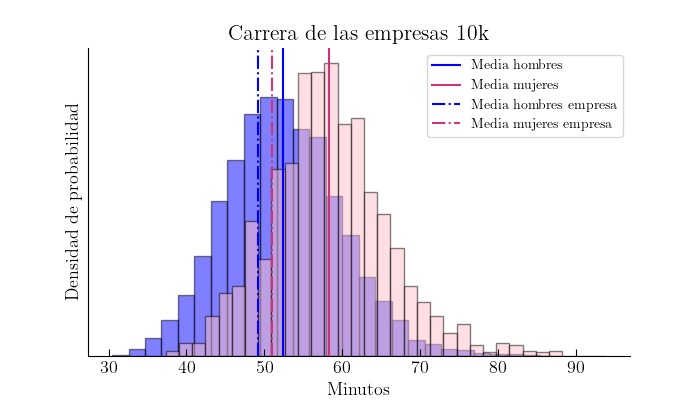 Carrera de las empresas 10k
Media hombres
Media mujeres
Media hombres empresa
Media mujeres empresa
Densidad de probabilidad
30 40 50 60 70 80 90
Minutos